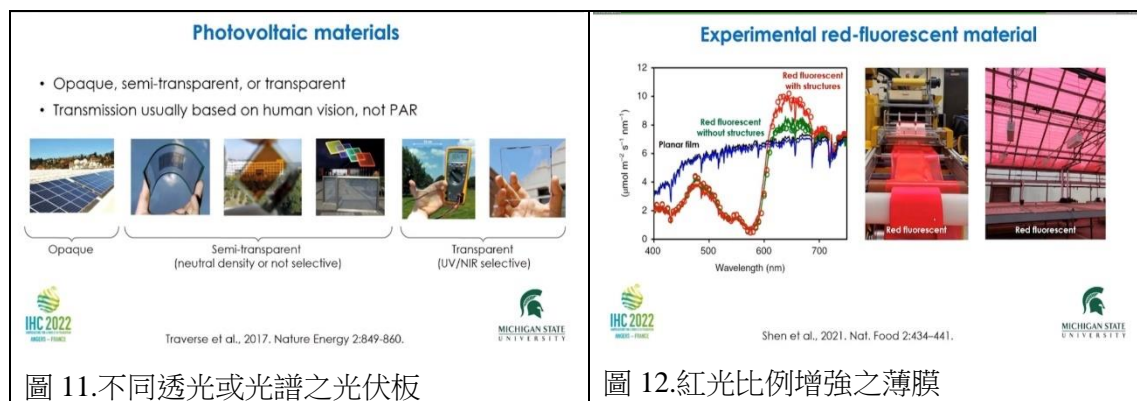 Photovoltaic materials
• Opaque, semi-transparent, or transparent
• Transmission usually based on human vision, not PAR
Opaque
Semi-transparent
(neutral density or not selective)
Transparent
(UV/NIR selective)
IHC 2022
ANGERS – FRANCE
Traverse et al., 2017. Nature Energy 2:849-860.
MICHIGAN STATE
UNIVERSITY
圖 11.不同透光或光譜之光伏板
Experimental red-fluorescent material
12
10
8
6
4
2
0
(μmol m⁻² s⁻¹ nm⁻¹)
Red fluorescent
with structures
Red fluorescent
without structures
Planar film
400
500
600
700
Wavelength (nm)
Red fluorescent
Red fluorescent
IHC 2022
ANGERS – FRANCE
Shen et al., 2021. Nat. Food 2:434–441.
MICHIGAN STATE
UNIVERSITY
圖 12.紅光比例增強之薄膜